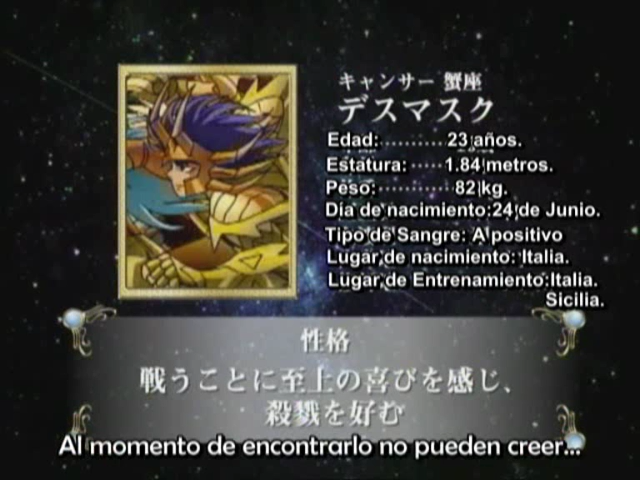 キャンサー 蟹座
デスマスク
Edad:..........23 años.
Estatura:.....1.84 metros.
Peso:............82 kg.
Día de nacimiento:24 de Junio.
Tipo de Sangre: A positivo
Lugar de nacimiento: Italia.
Lugar de Entrenamiento:Italia.
Sicilia.
性格
戦うことに至上の喜びを感じ、
殺戮を好む
Al momento de encontrarlo no pueden creer...